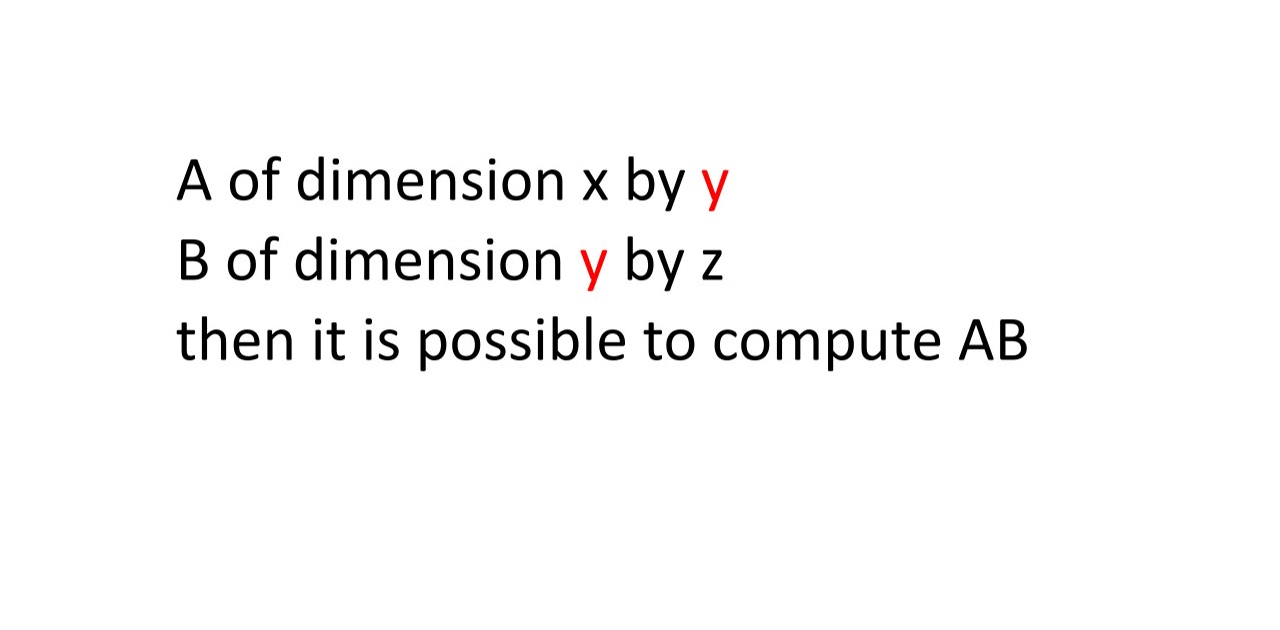 A of dimension x by y
B of dimension y by z
then it is possible to compute AB